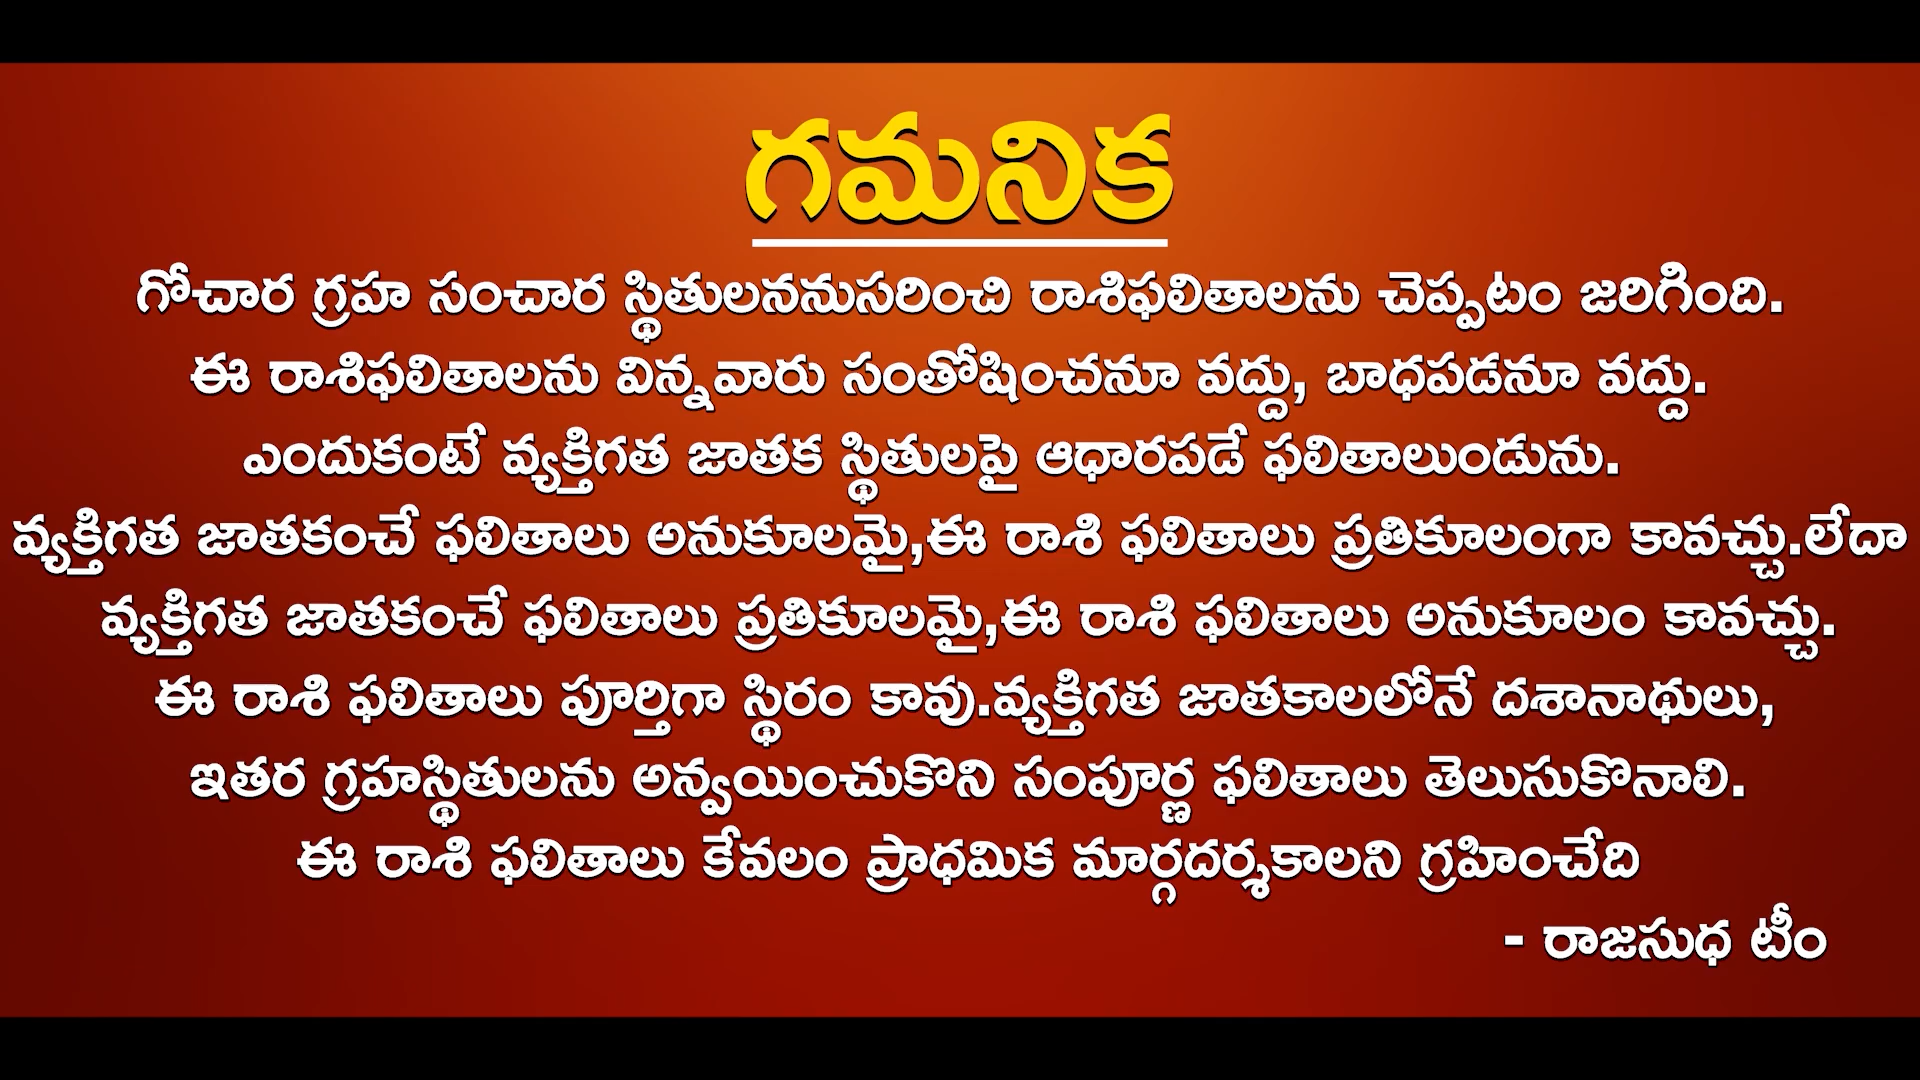 గమనిక
గోచార గ్రహ సంచార స్థితులననుసరించి రాశిఫలితాలను చెప్పటం జరిగింది.
ఈ రాశిఫలితాలను విన్నవారు సంతోషించనూ వద్దు, బాధపడనూ వద్దు.
ఎందుకంటే వ్యక్తిగత జాతక స్థితులపై ఆధారపడే ఫలితాలుండును.
వ్యక్తిగత జాతకంచే ఫలితాలు అనుకూలమై,ఈ రాశి ఫలితాలు ప్రతికూలంగా కావచ్చు.లేదా
వ్యక్తిగత జాతకంచే ఫలితాలు ప్రతికూలమై,ఈ రాశి ఫలితాలు అనుకూలం కావచ్చు.
ఈ రాశి ఫలితాలు పూర్తిగా స్థిరం కావు.వ్యక్తిగత జాతకాలలోనే దశానాథులు,
ఇతర గ్రహస్థితులను అన్వయించుకొని సంపూర్ణ ఫలితాలు తెలుసుకొనాలి.
ఈ రాశి ఫలితాలు కేవలం ప్రాధమిక మార్గదర్శకాలని గ్రహించేది
- రాజసుధ టీం